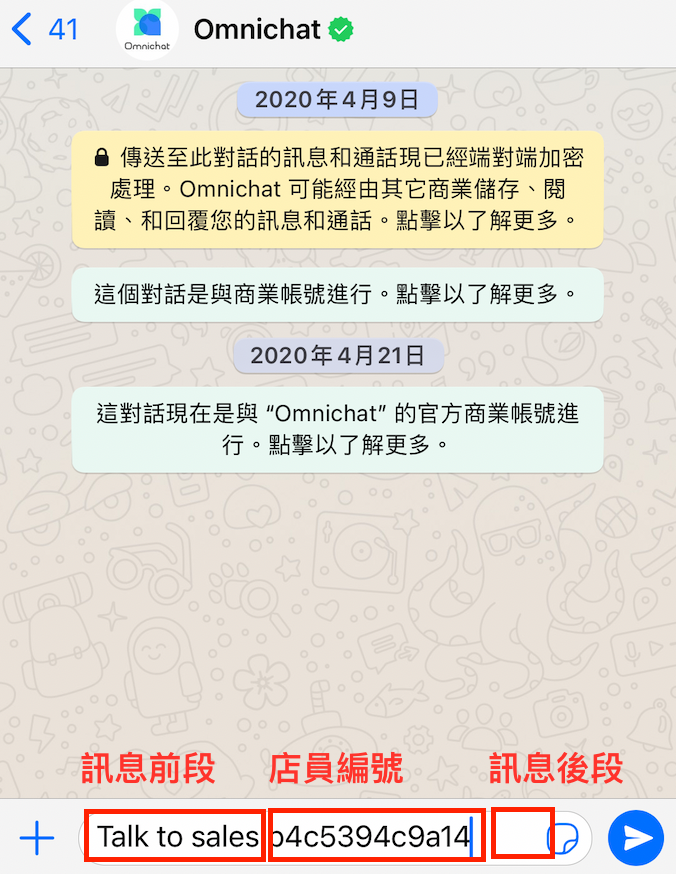 41
Omnichat
Omnichat
2020年4月9日
傳送至此對話的訊息和通話現已經端對端加密
處理。Omnichat 可能經由其它商業儲存、閱
讀、和回覆您的訊息和通話。點擊以了解更多。
這個對話是與商業帳號進行。點擊以了解更多。
2020年4月21日
這對話現在是與 “Omnichat” 的官方商業帳號進
行。點擊以了解更多。
訊息前段 店員編號 訊息後段
Talk to sales b4c5394c9a14